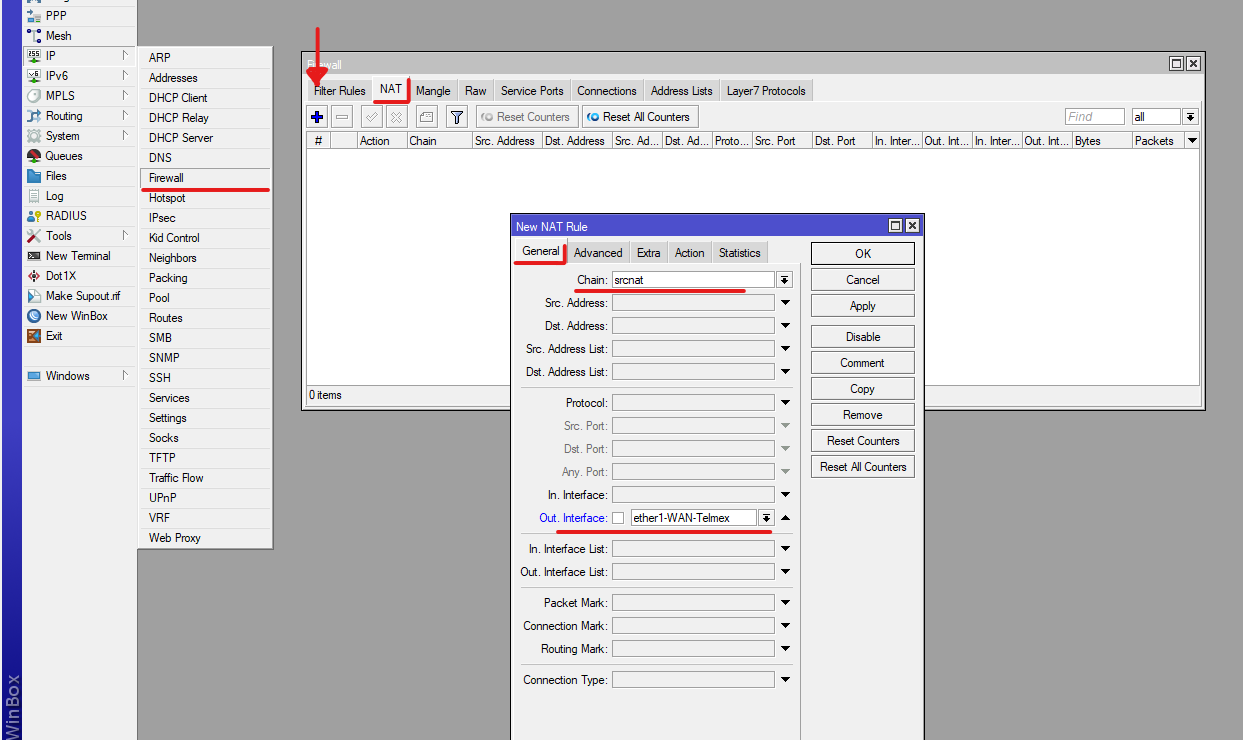 PPP
Mesh
IP
IPv6
MPLS
Routing
System
Queues
Files
Log
RADIUS
Tools
New Terminal
Dot1X
Make Supout.rif
New WinBox
Exit
Windows
WinBox
ARP
Addresses
DHCP Client
DHCP Relay
DHCP Server
DNS
Firewall
Hotspot
IPsec
Kid Control
Neighbors
Packing
Pool
Routes
SMB
SNMP
SSH
Services
Settings
Socks
TFTP
Traffic Flow
UPnP
VRF
Web Proxy
Firewall
Filter Rules NAT Mangle Raw Service Ports Connections Address Lists Layer7 Protocols
Reset Counters Reset All Counters Find all
# Action Chain Src. Address Dst. Address Src. Ad... Dst. Ad... Proto... Src. Port Dst. Port In. Inter... Out. Int... In. Inter... Out. Int... Bytes Packets
0 items
New NAT Rule
General Advanced Extra Action Statistics
Chain: srcnat
Src. Address:
Dst. Address:
Src. Address List:
Dst. Address List:
Protocol:
Src. Port:
Dst. Port:
Any. Port:
In. Interface:
Out. Interface: ether1-WAN-Telmex
In. Interface List:
Out. Interface List:
Packet Mark:
Connection Mark:
Routing Mark:
Connection Type:
OK
Cancel
Apply
Disable
Comment
Copy
Remove
Reset Counters
Reset All Counters